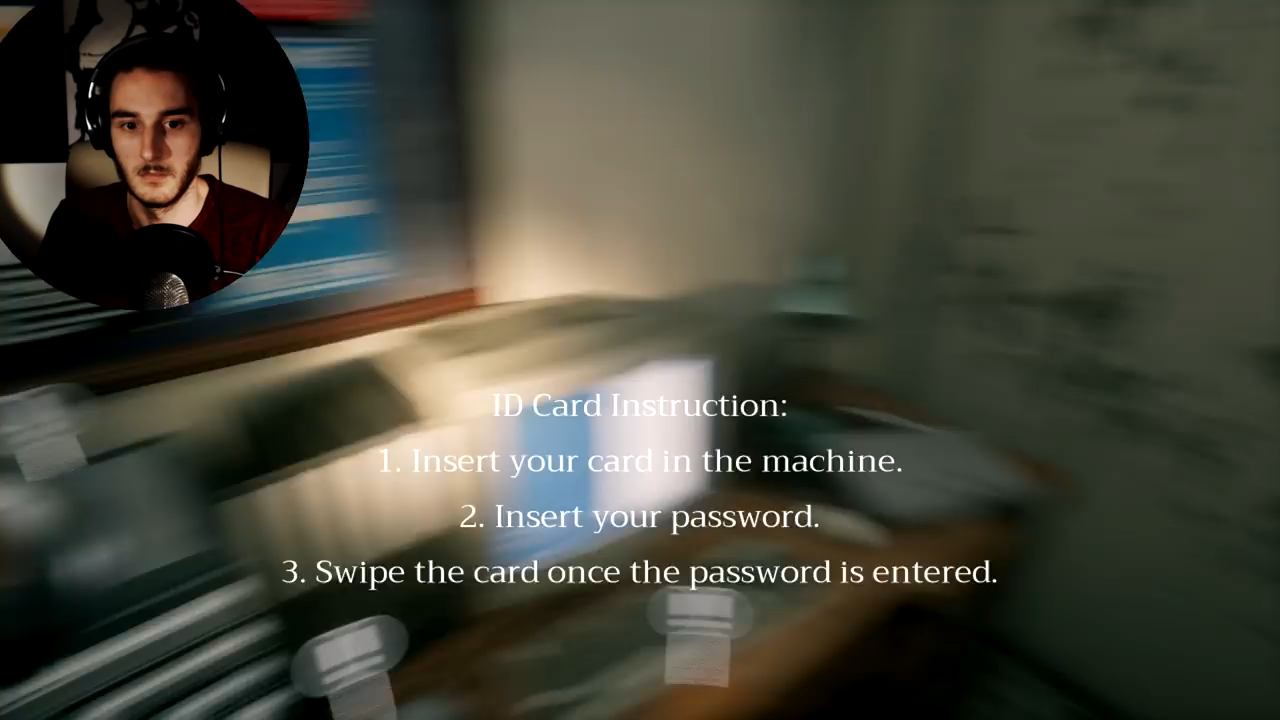 ID Card Instruction:
1. Insert your card in the machine.
2. Insert your password.
3. Swipe the card once the password is entered.